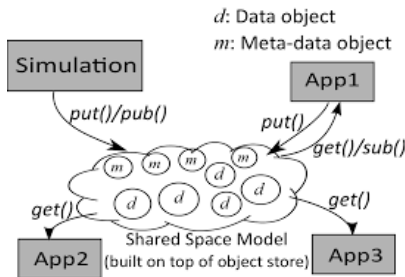 d: Data object
m: Meta-data object
Simulation
App1
put()/pub()
put()
get()/sub()
m
m
m
m
d
d
d
d
d
get()
get()
App2
Shared Space Model
(built on top of object store)
App3